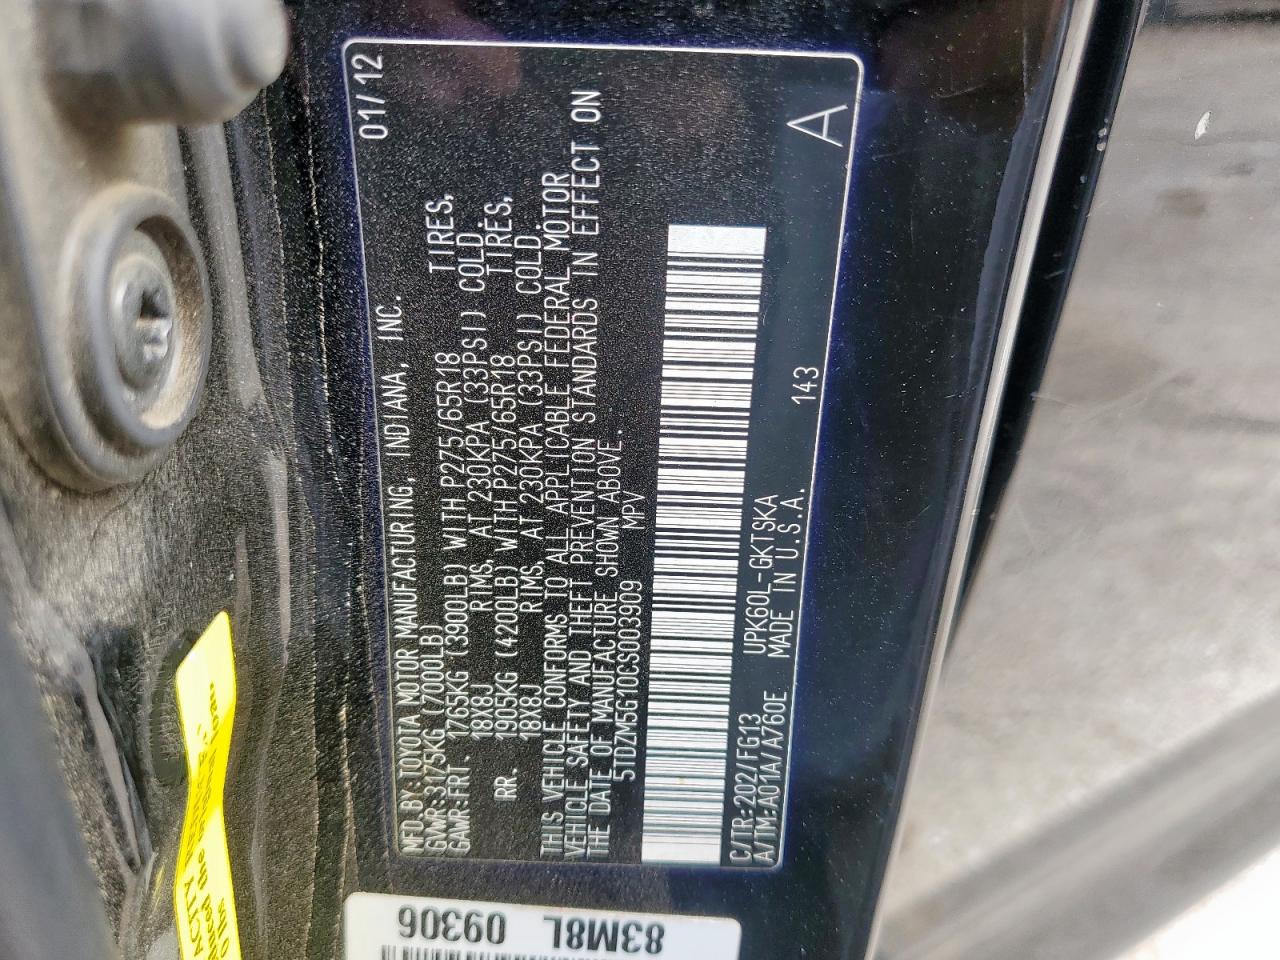 MFD.BY:TOYOTA MOTOR MANUFACTURING, INDIANA, INC. 01/12
GVWR:3175KG(7000LB)
GAWR:FRT. 1765KG(3900LB) WITH P275/65R18 TIRES,
18X8J RIMS, AT 230KPA(33PSI) COLD
RR. 1905KG(4200LB) WITH P275/65R18 TIRES,
18X8J RIMS, AT 230KPA(33PSI) COLD.
THIS VEHICLE CONFORMS TO ALL APPLICABLE FEDERAL MOTOR
VEHICLE SAFETY AND THEFT PREVENTION STANDARDS IN EFFECT ON
THE DATE OF MANUFACTURE SHOWN ABOVE.
5TDZM5G10CS003909 MPV
C/TR:202/FG13 UPK60L-GKTSKA
A/TM:A01A/A760E MADE IN U.S.A. 143
A
83M8L
09306
ACITY
duced the